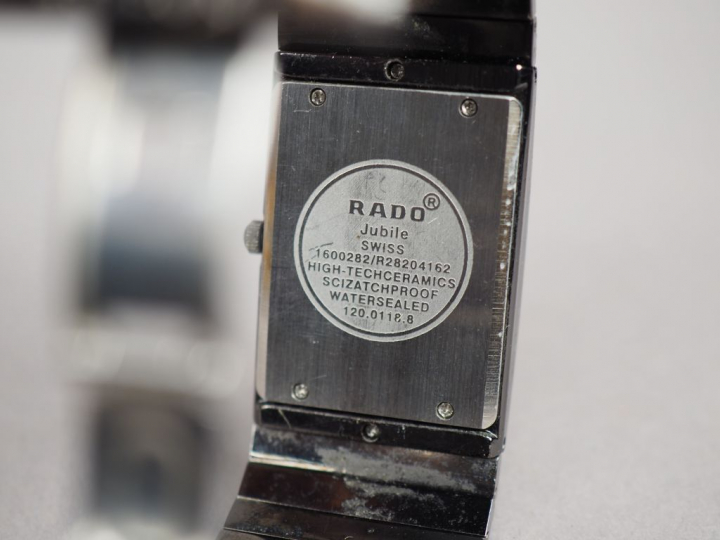 RADO®
Jubile
SWISS
1600282/R28204162
HIGH-TECHCERAMICS
SCIZATCHPROOF
WATERSEALED
120.0118.8